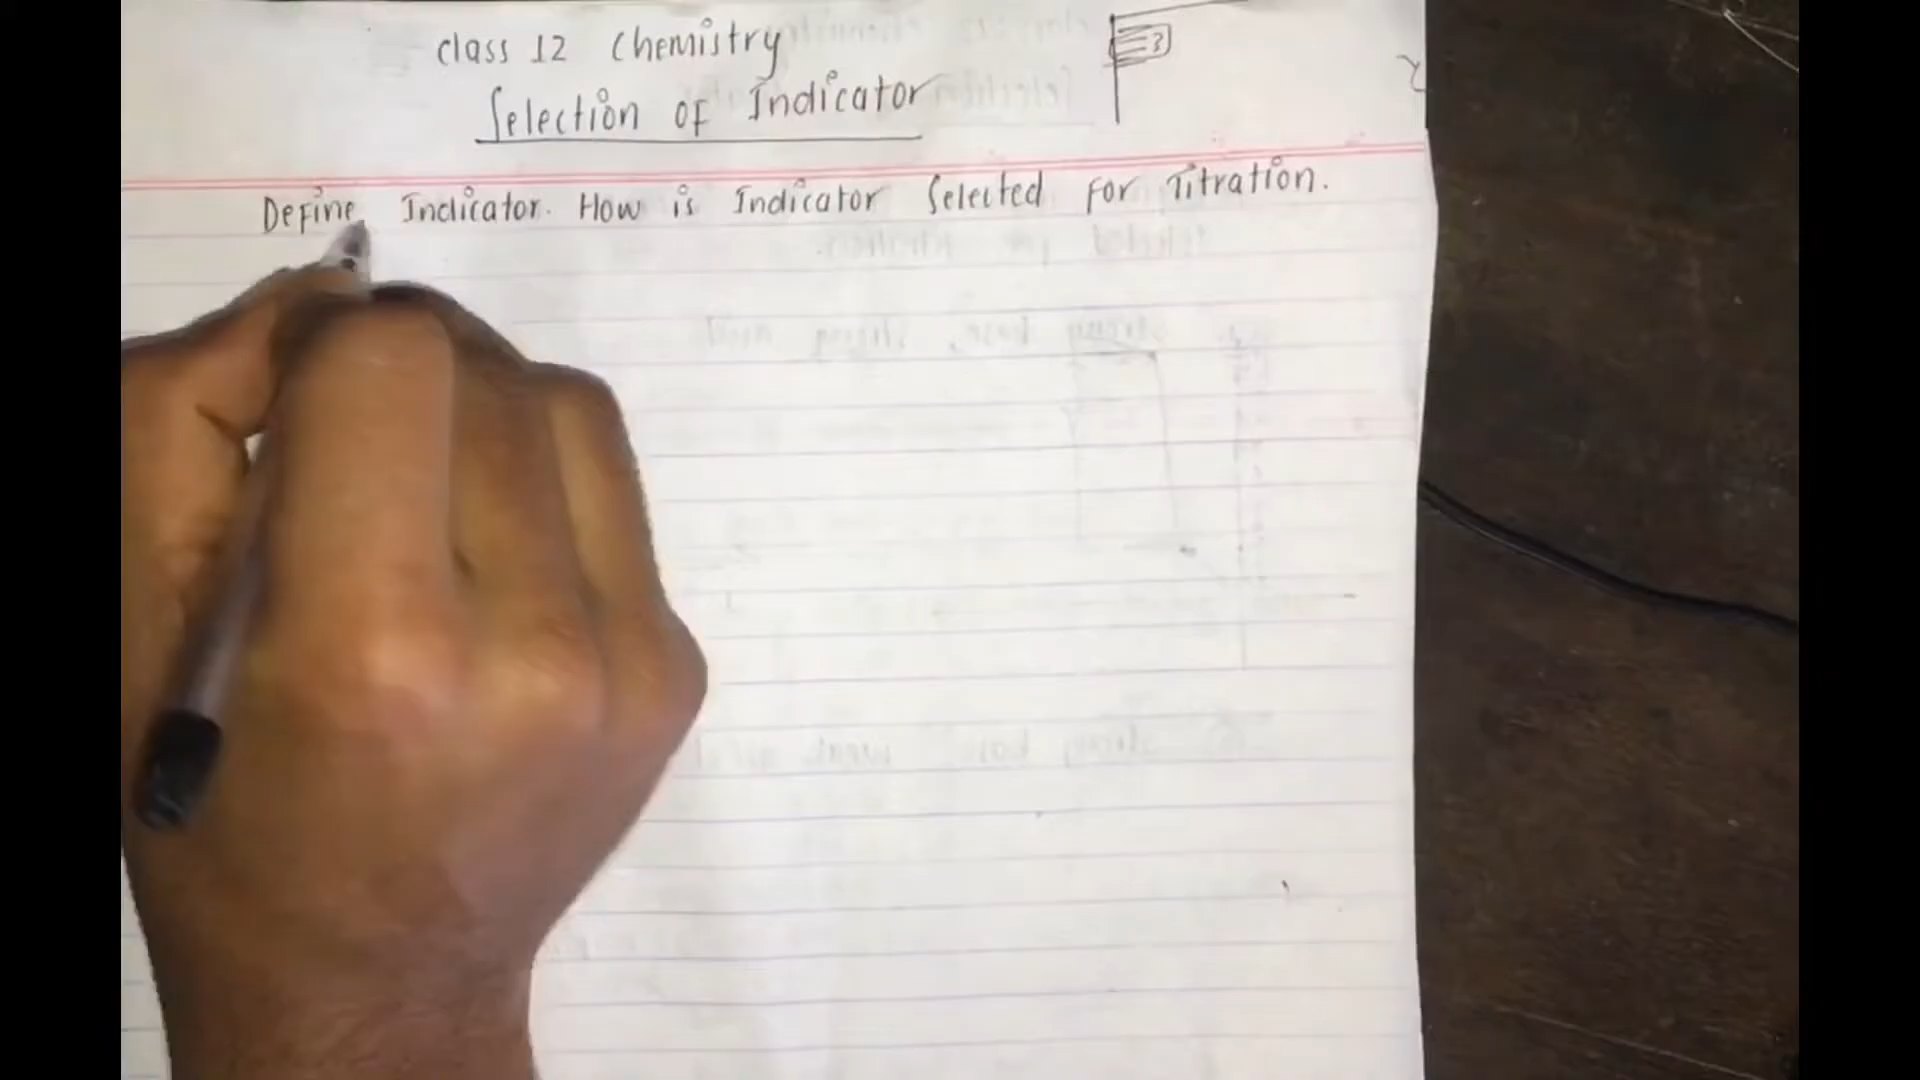 class 12 Chemistry
Selection OF Indicator
Define Indicator. How is Indicator Selected For Titration.